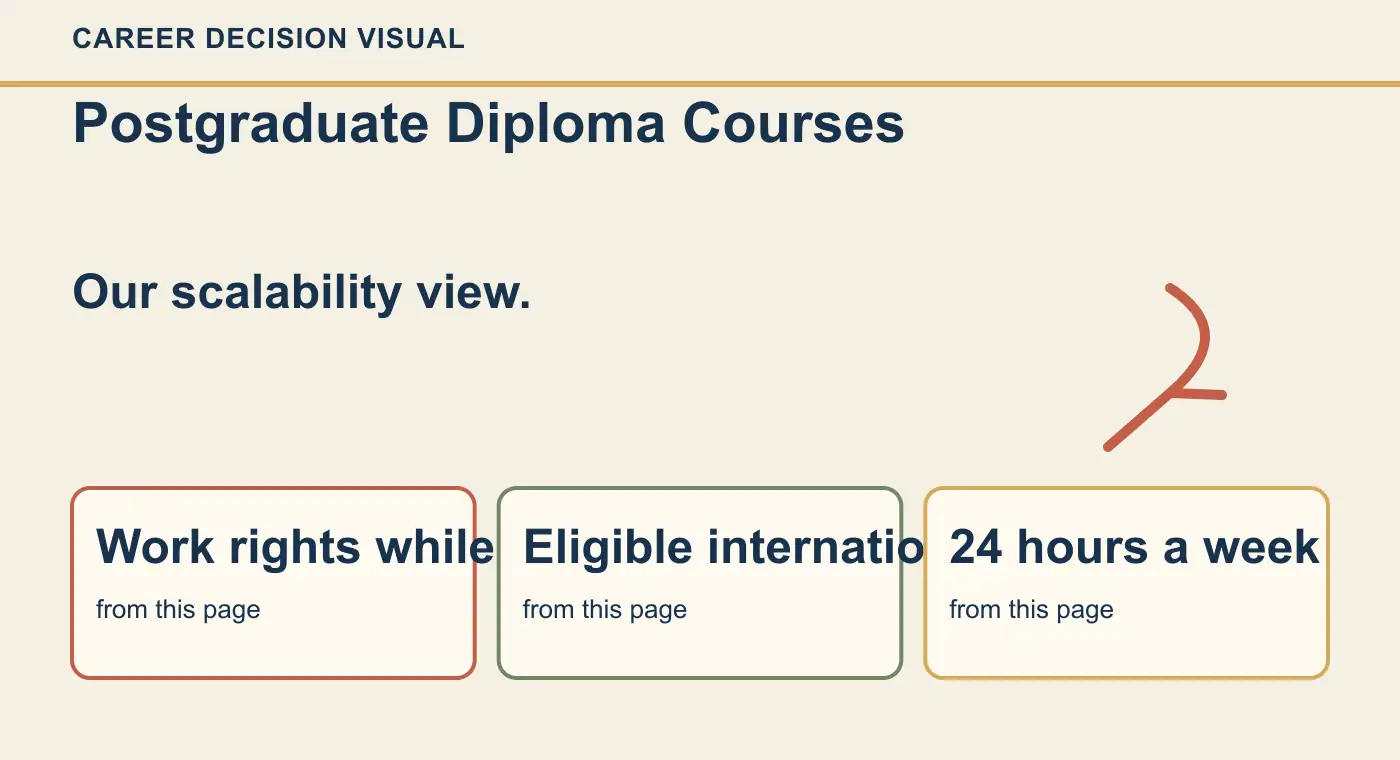 CAREER DECISION VISUAL
Postgraduate Diploma Courses
Our scalability view.
Work rights while
from this page
Eligible internatio
from this page
24 hours a week
from this page